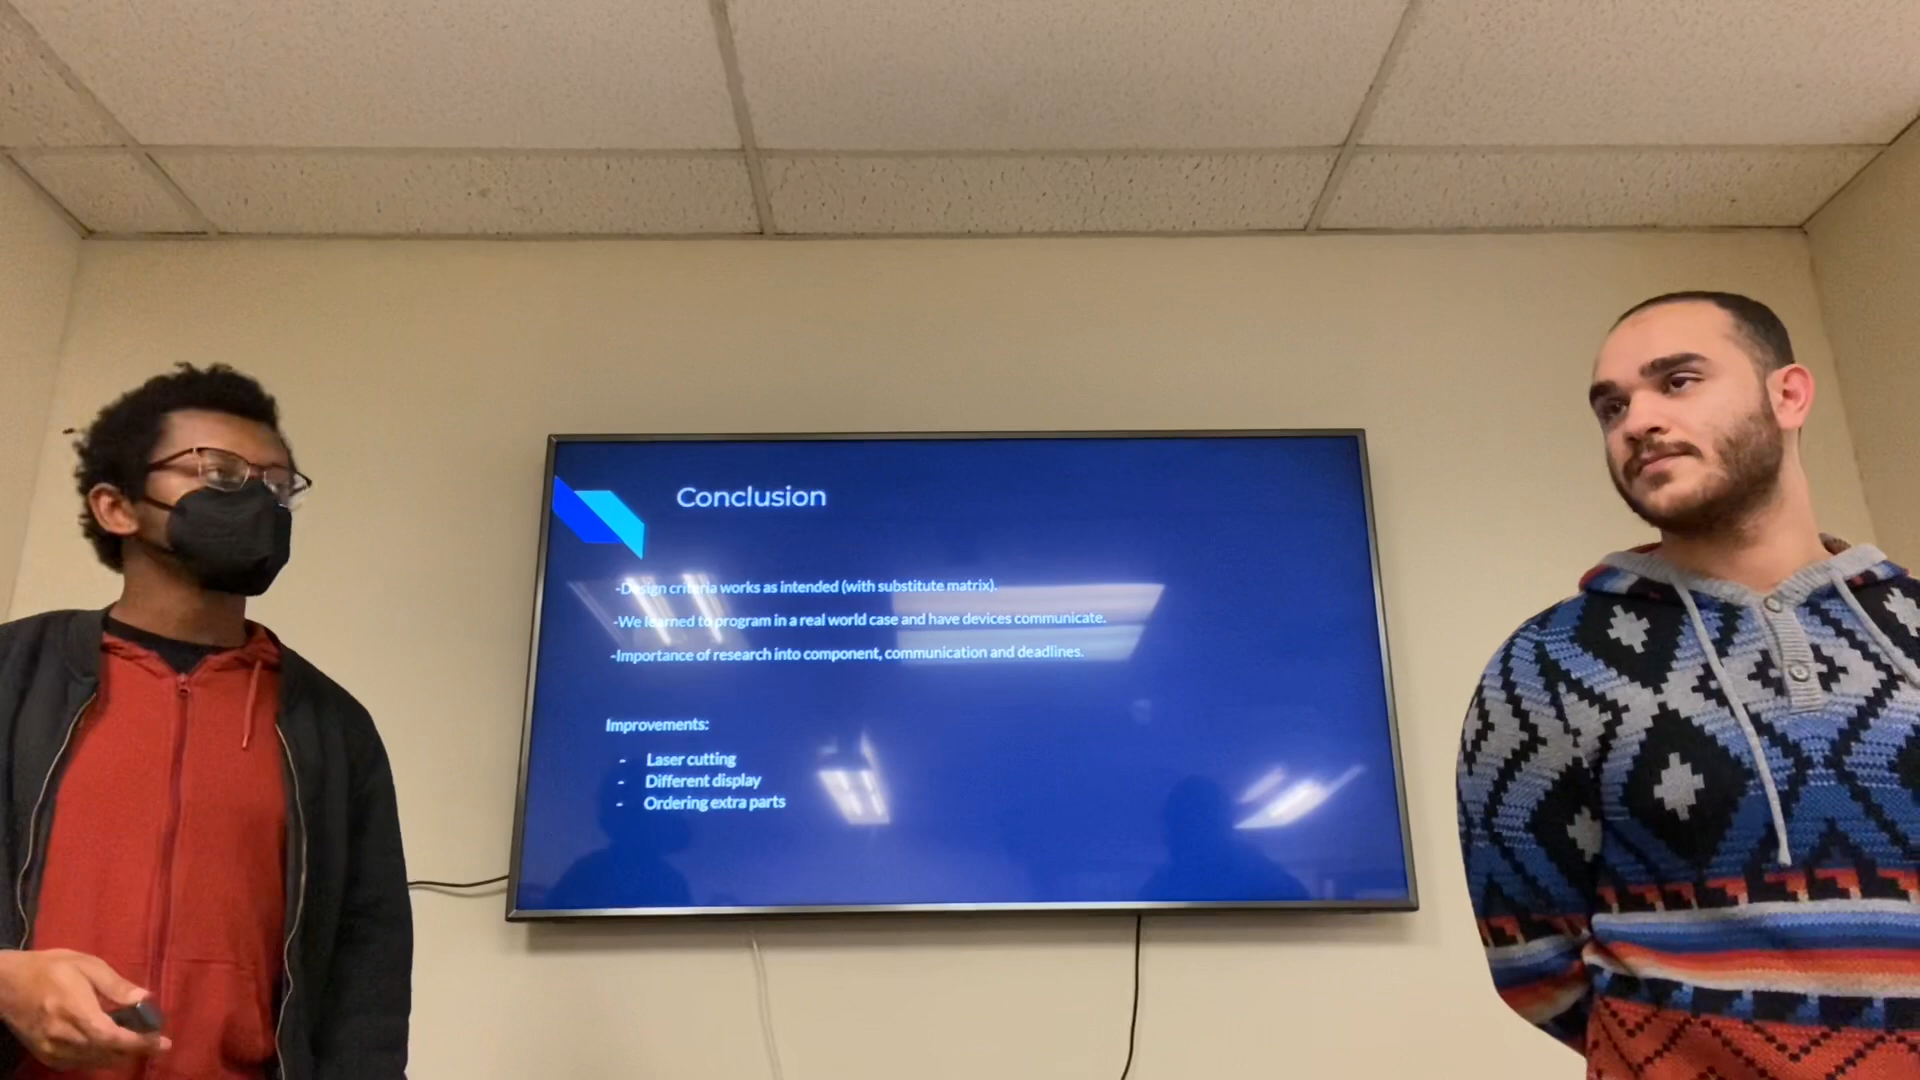 Conclusion
-Design criteria works as intended (with substitute matrix).
-We learned to program in a real world case and have devices communicate.
-Importance of research into component, communication and deadlines.
Improvements:
- Laser cutting
- Different display
- Ordering extra parts